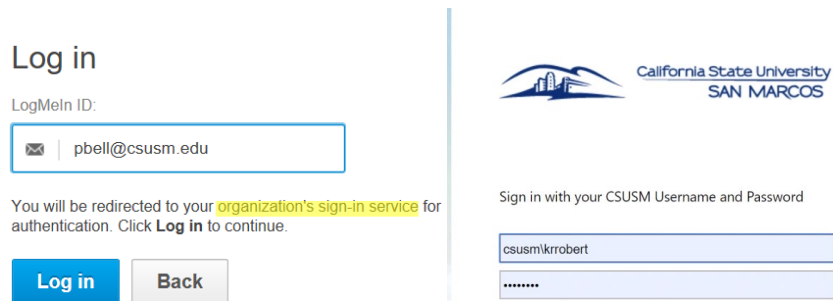 Log in
LogMeIn ID:
pbell@csusm.edu
You will be redirected to your organization's sign-in service for
authentication. Click Log in to continue.
Log in
Back
California State University
SAN MARCOS
Sign in with your CSUSM Username and Password
csusm\krrobert
••••••••